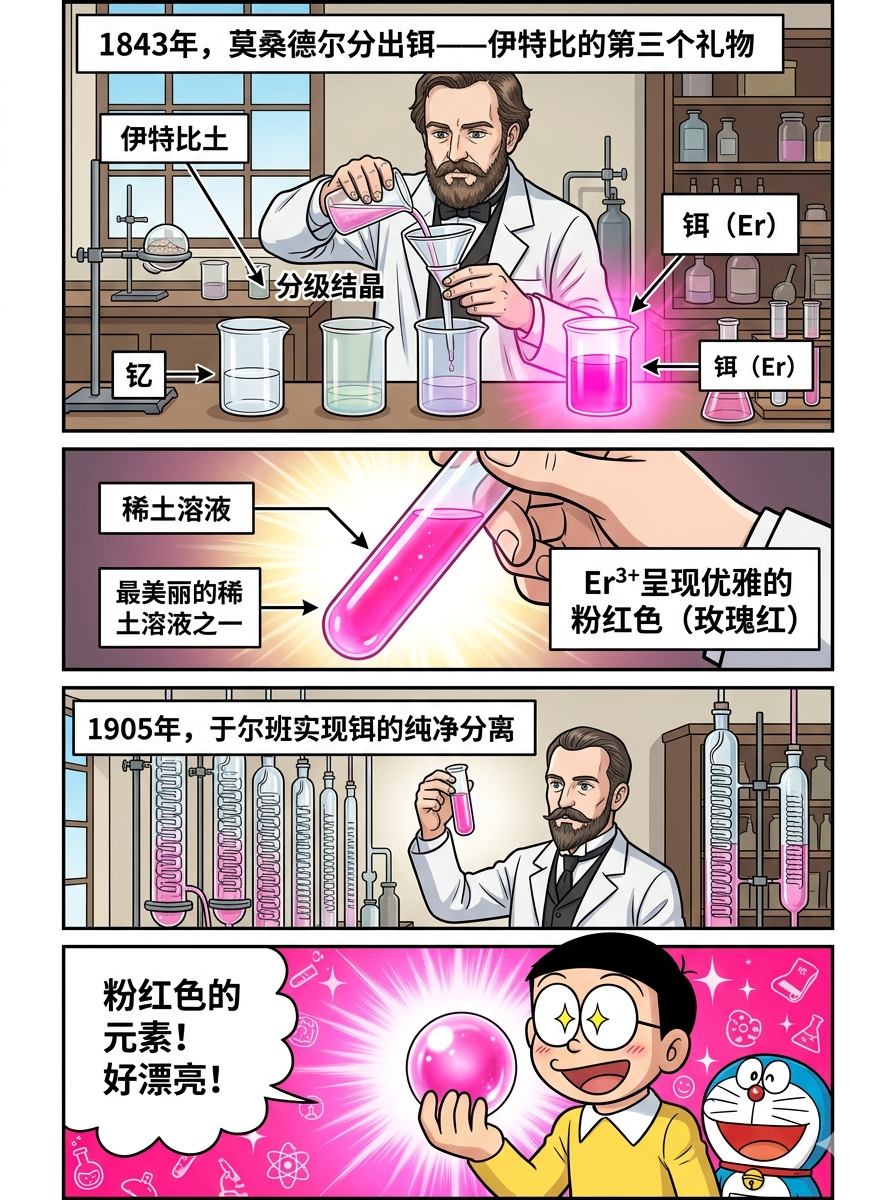 1843年，莫桑德尔分出铒——伊特比的第三个礼物
伊特比土
铒（Er）
分级结晶
钇
铒（Er）
稀土溶液
最美丽的稀
土溶液之一
Er³⁺呈现优雅的
粉红色（玫瑰红）
1905年，于尔班实现铒的纯净分离
粉红色的
元素！
好漂亮！